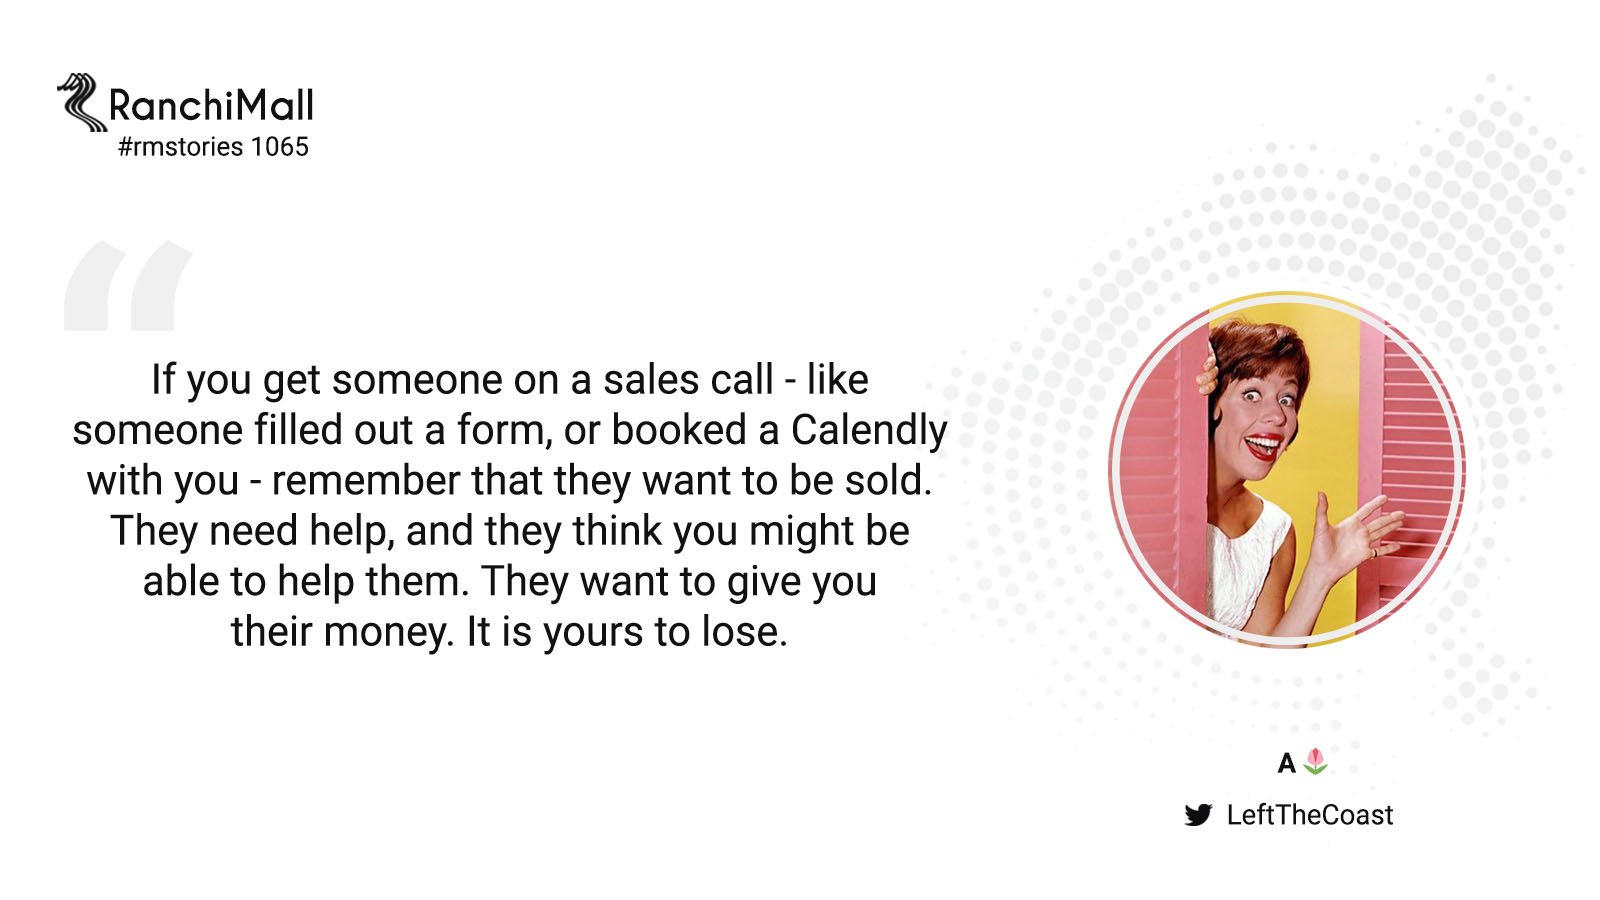 RanchiMall
#rmstories 1065
“
If you get someone on a sales call - like
someone filled out a form, or booked a Calendly
with you - remember that they want to be sold.
They need help, and they think you might be
able to help them. They want to give you
their money. It is yours to lose.
A🌷
LeftTheCoast